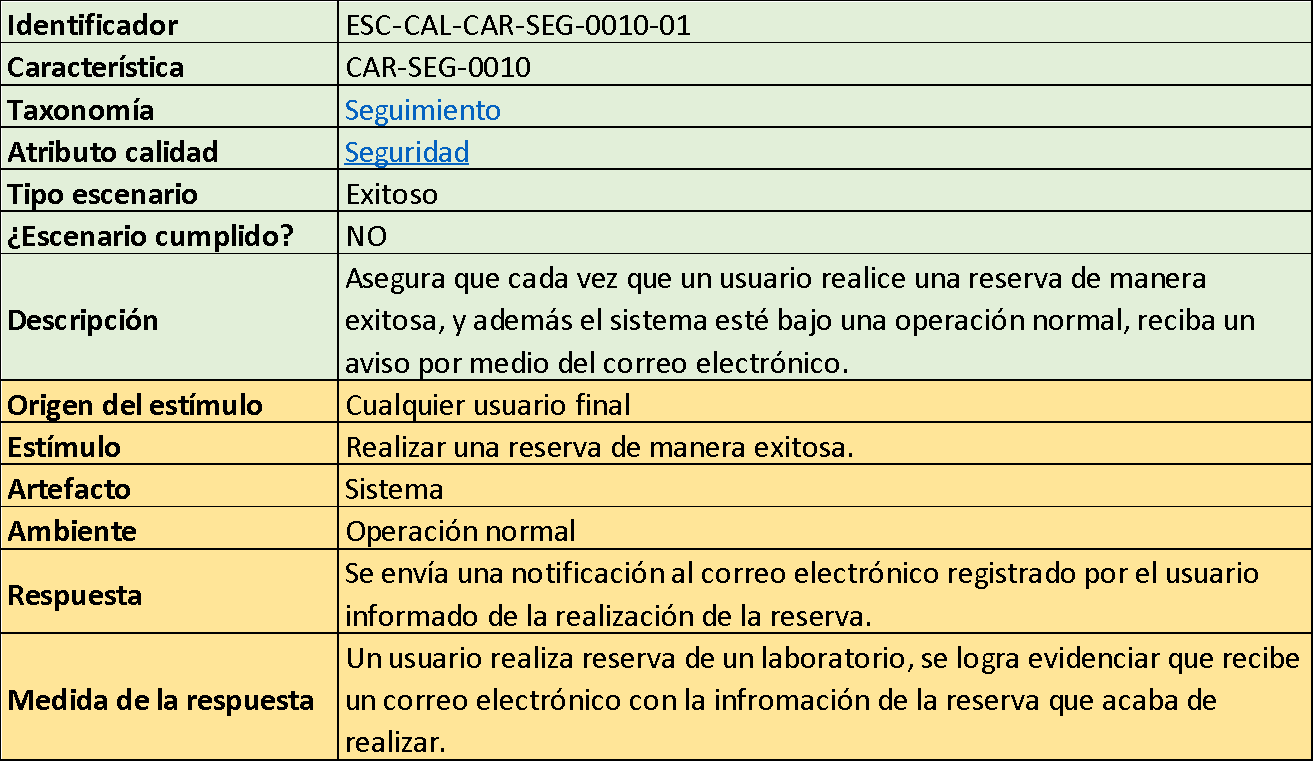 Identificador ESC-CAL-CAR-SEG-0010-01
Característica CAR-SEG-0010
Taxonomía Seguimiento
Atributo calidad Seguridad
Tipo escenario Exitoso
¿Escenario cumplido? NO
Descripción
Asegura que cada vez que un usuario realice una reserva de manera
exitosa, y además el sistema esté bajo una operación normal, reciba un
aviso por medio del correo electrónico.
Origen del estímulo Cualquier usuario final
Estímulo Realizar una reserva de manera exitosa.
Artefacto Sistema
Ambiente Operación normal
Respuesta
Se envía una notificación al correo electrónico registrado por el usuario
informado de la realización de la reserva.
Medida de la respuesta
Un usuario realiza reserva de un laboratorio, se logra evidenciar que recibe
un correo electrónico con la infromación de la reserva que acaba de
realizar.